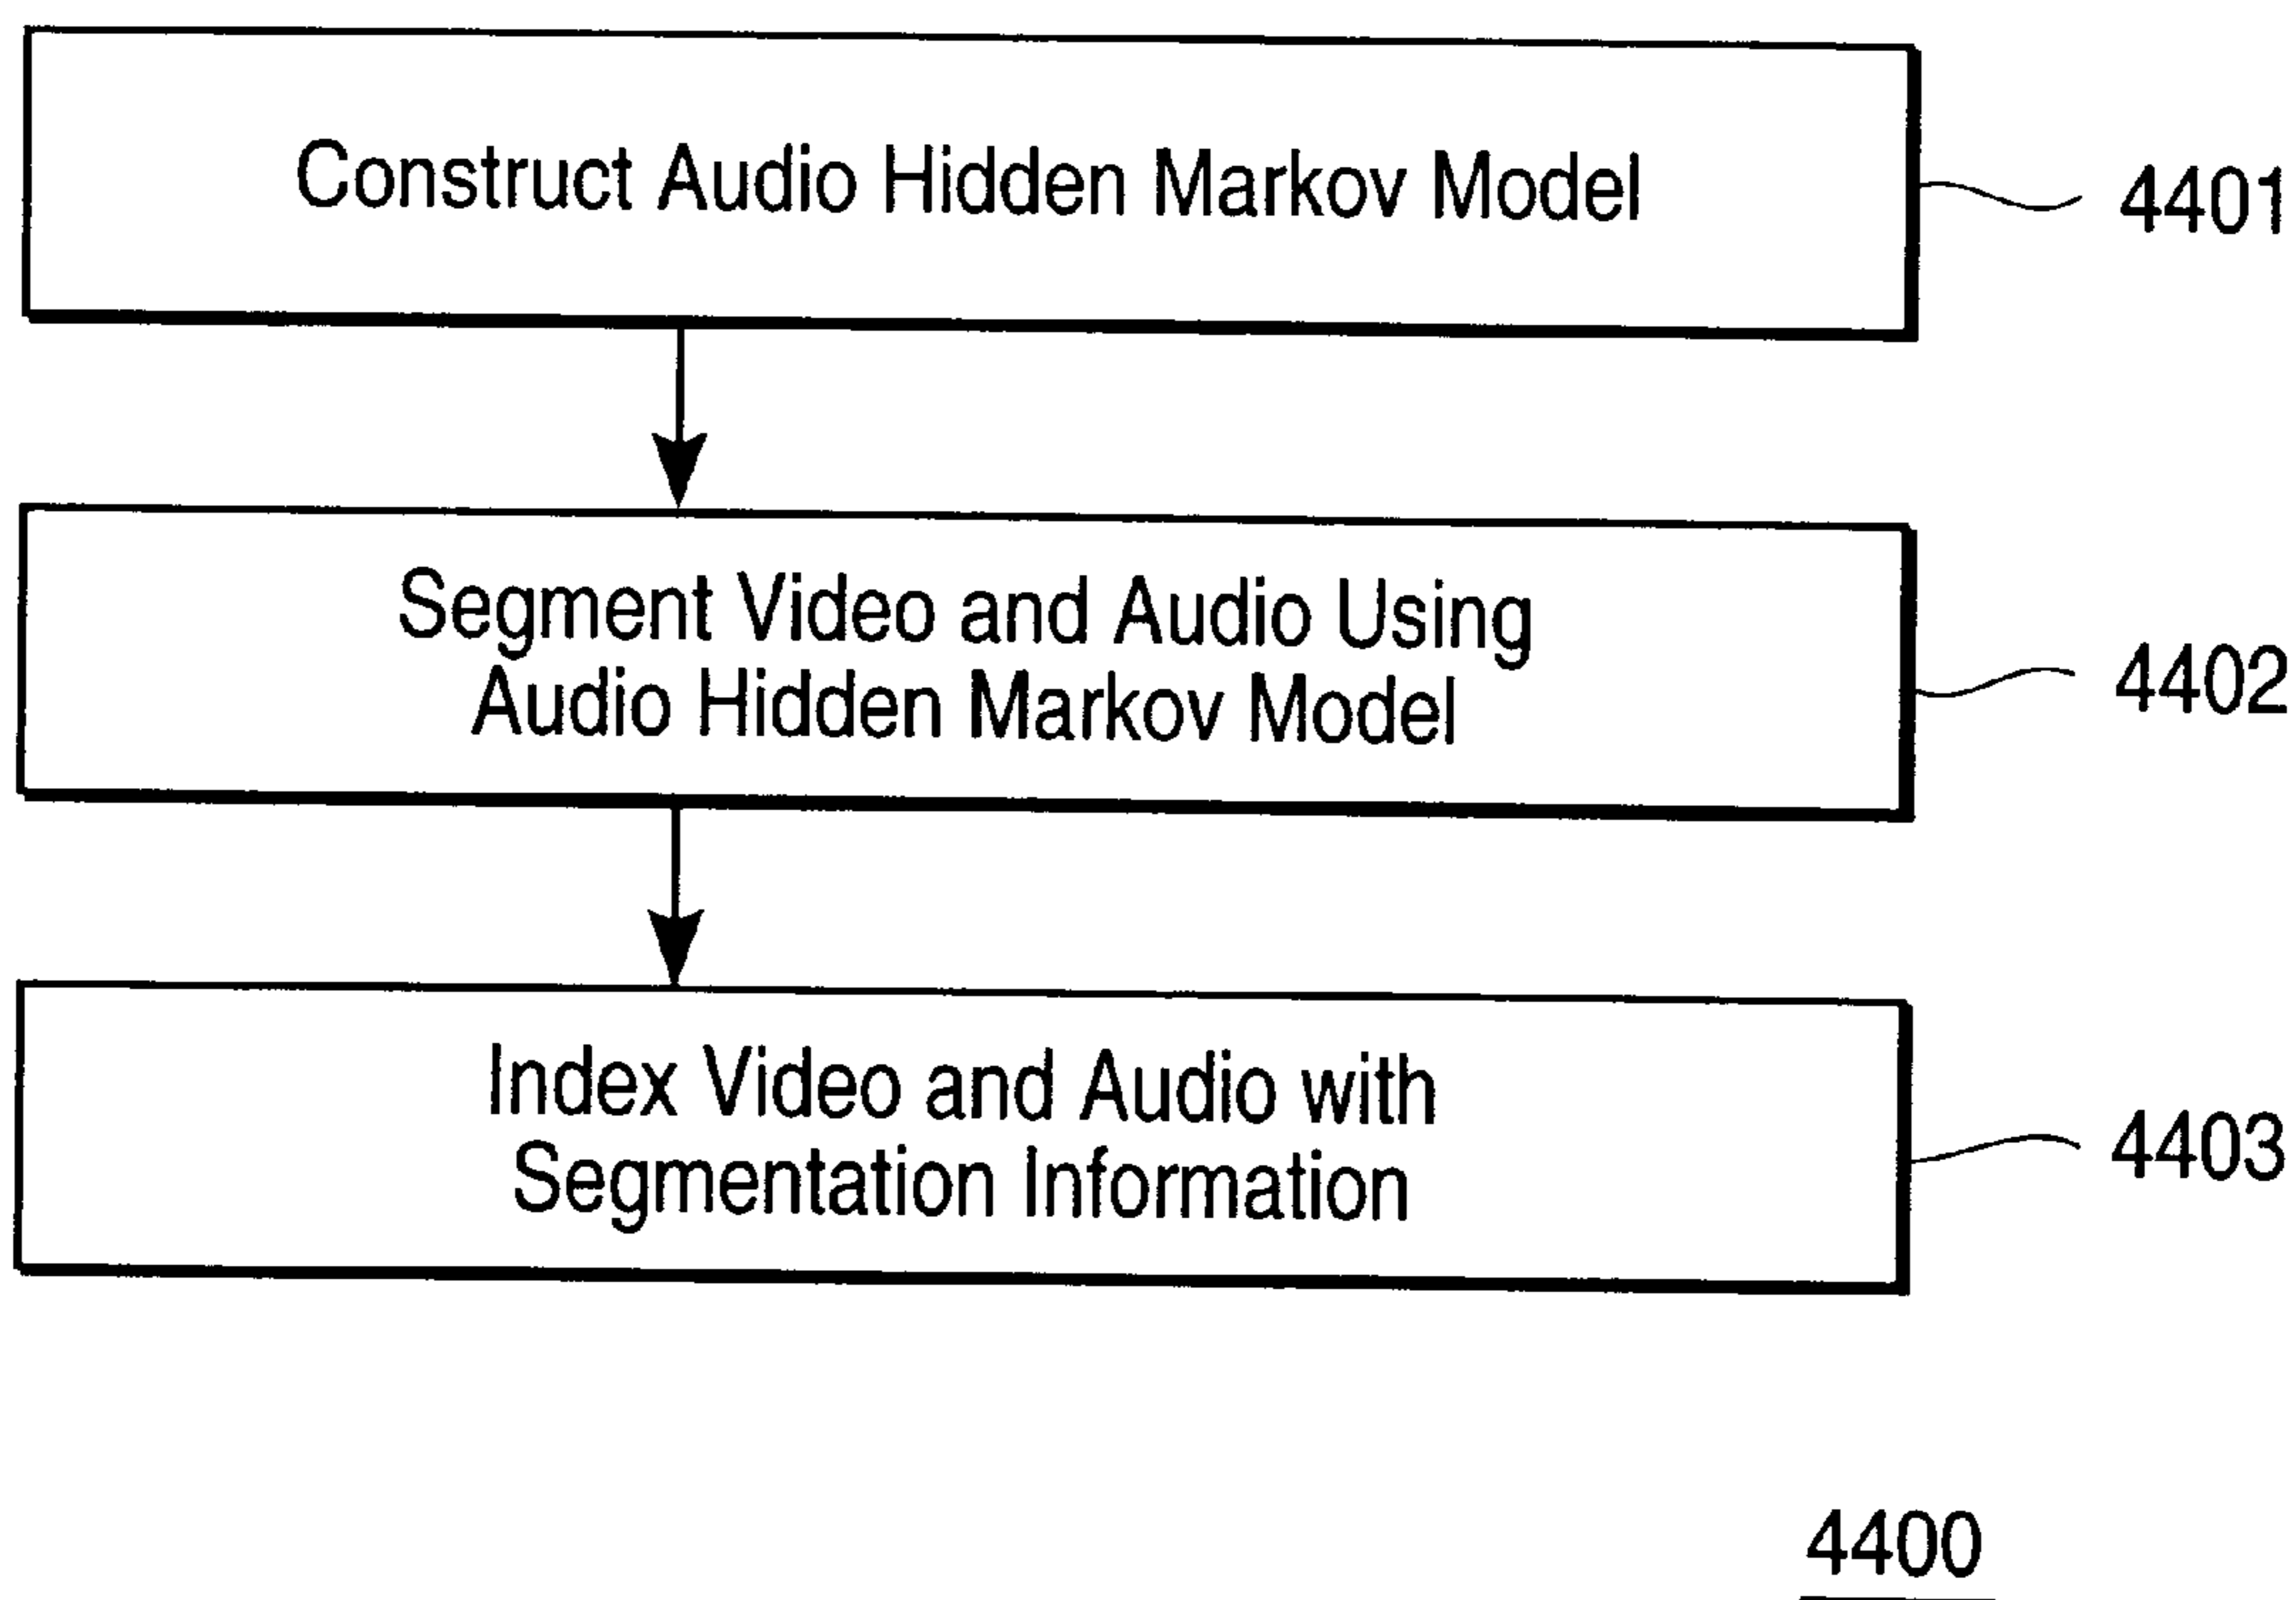 Construct Audio Hidden Markov Model
4401
Segment Video and Audio Using
Audio Hidden Markov Model
4402
Index Video and Audio with
Segmentation Information
4403
4400